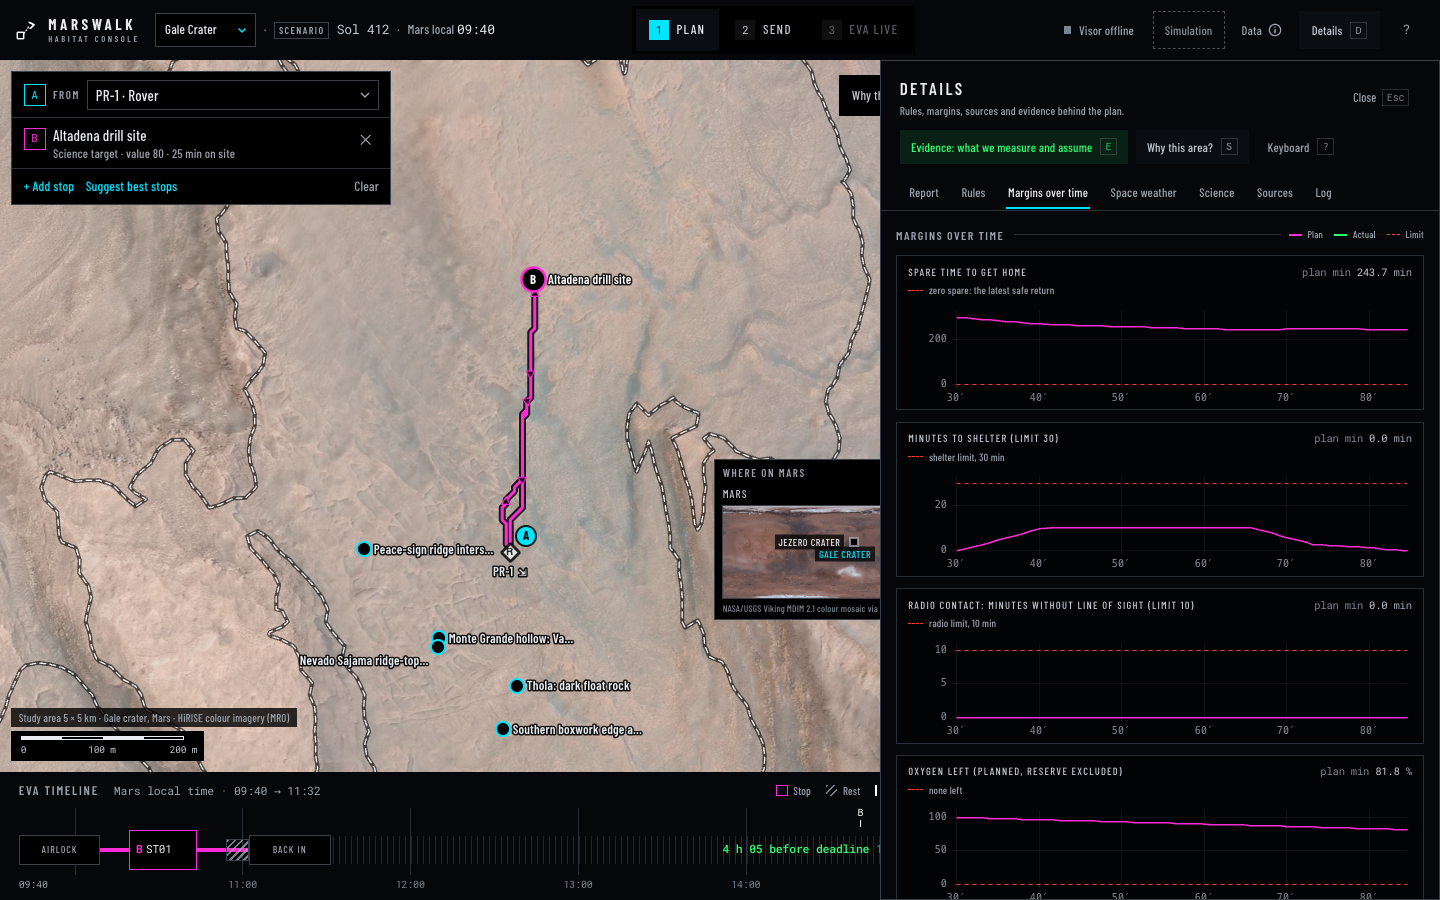 MARSWALK
HABITAT CONSOLE
Gale Crater
· SCENARIO Sol 412 · Mars local 09:40
1 PLAN
2 SEND
3 EVA LIVE
Visor offline
Simulation
Data
Details D
?
A FROM PR-1 · Rover
B Altadena drill site
Science target · value 80 · 25 min on site
+ Add stop Suggest best stops Clear
Why th
B Altadena drill site
A
Peace-sign ridge inters...
R
PR-1
Monte Grande hollow: Va...
Nevado Sajama ridge-top...
Thola: dark float rock
Southern boxwork edge a...
WHERE ON MARS
MARS
JEZERO CRATER
GALE CRATER
NASA/USGS Viking MDIM 2.1 colour mosaic via
Study area 5 × 5 km · Gale crater, Mars · HiRISE colour imagery (MRO)
0 100 m 200 m
EVA TIMELINE Mars local time · 09:40 → 11:32
Stop Rest
B
AIRLOCK
B ST01
BACK IN
4 h 05 before deadline
09:40 11:00 12:00 13:00 14:00
DETAILS
Rules, margins, sources and evidence behind the plan.
Close Esc
Evidence: what we measure and assume E
Why this area? S
Keyboard ?
Report Rules Margins over time Space weather Science Sources Log
MARGINS OVER TIME
Plan Actual Limit
SPARE TIME TO GET HOME plan min 243.7 min
zero spare: the latest safe return
200
0
30′ 40′ 50′ 60′ 70′ 80′
MINUTES TO SHELTER (LIMIT 30) plan min 0.0 min
shelter limit, 30 min
20
0
30′ 40′ 50′ 60′ 70′ 80′
RADIO CONTACT: MINUTES WITHOUT LINE OF SIGHT (LIMIT 10) plan min 0.0 min
radio limit, 10 min
10
5
0
30′ 40′ 50′ 60′ 70′ 80′
OXYGEN LEFT (PLANNED, RESERVE EXCLUDED) plan min 81.8 %
none left
100
50
0
30′ 40′ 50′ 60′ 70′ 80′